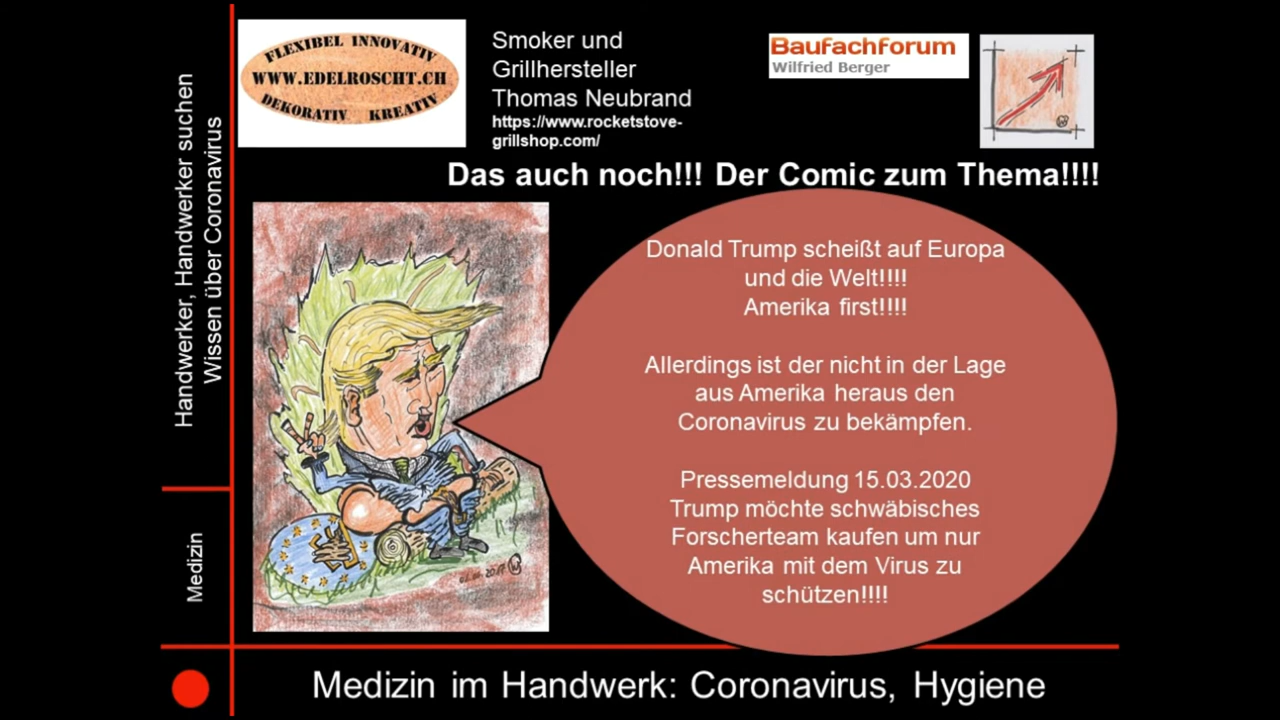 FLEXIBEL INNOVATIV
WWW.EDELROSCHT.CH
DEKORATIV KREATIV
Smoker und
Grillhersteller
Thomas Neubrand
https://www.rocketstove-
grillshop.com/
Baufachforum
Wilfried Berger
Das auch noch!!! Der Comic zum Thema!!!!
Handwerker, Handwerker suchen
Wissen über Coronavirus
Donald Trump scheißt auf Europa
und die Welt!!!!
Amerika first!!!!
Allerdings ist der nicht in der Lage
aus Amerika heraus den
Coronavirus zu bekämpfen.
Pressemeldung 15.03.2020
Trump möchte schwäbisches
Forscherteam kaufen um nur
Amerika mit dem Virus zu
schützen!!!!
Medizin
Medizin im Handwerk: Coronavirus, Hygiene